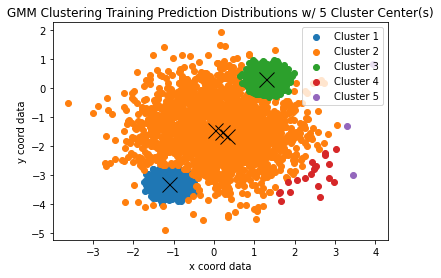 GMM Clustering Training Prediction Distributions w/ 5 Cluster Center(s)
2
1
0
−1
−2
−3
−4
−5
y coord data
Cluster 1
Cluster 2
Cluster 3
Cluster 4
Cluster 5
−3 −2 −1 0 1 2 3 4
x coord data